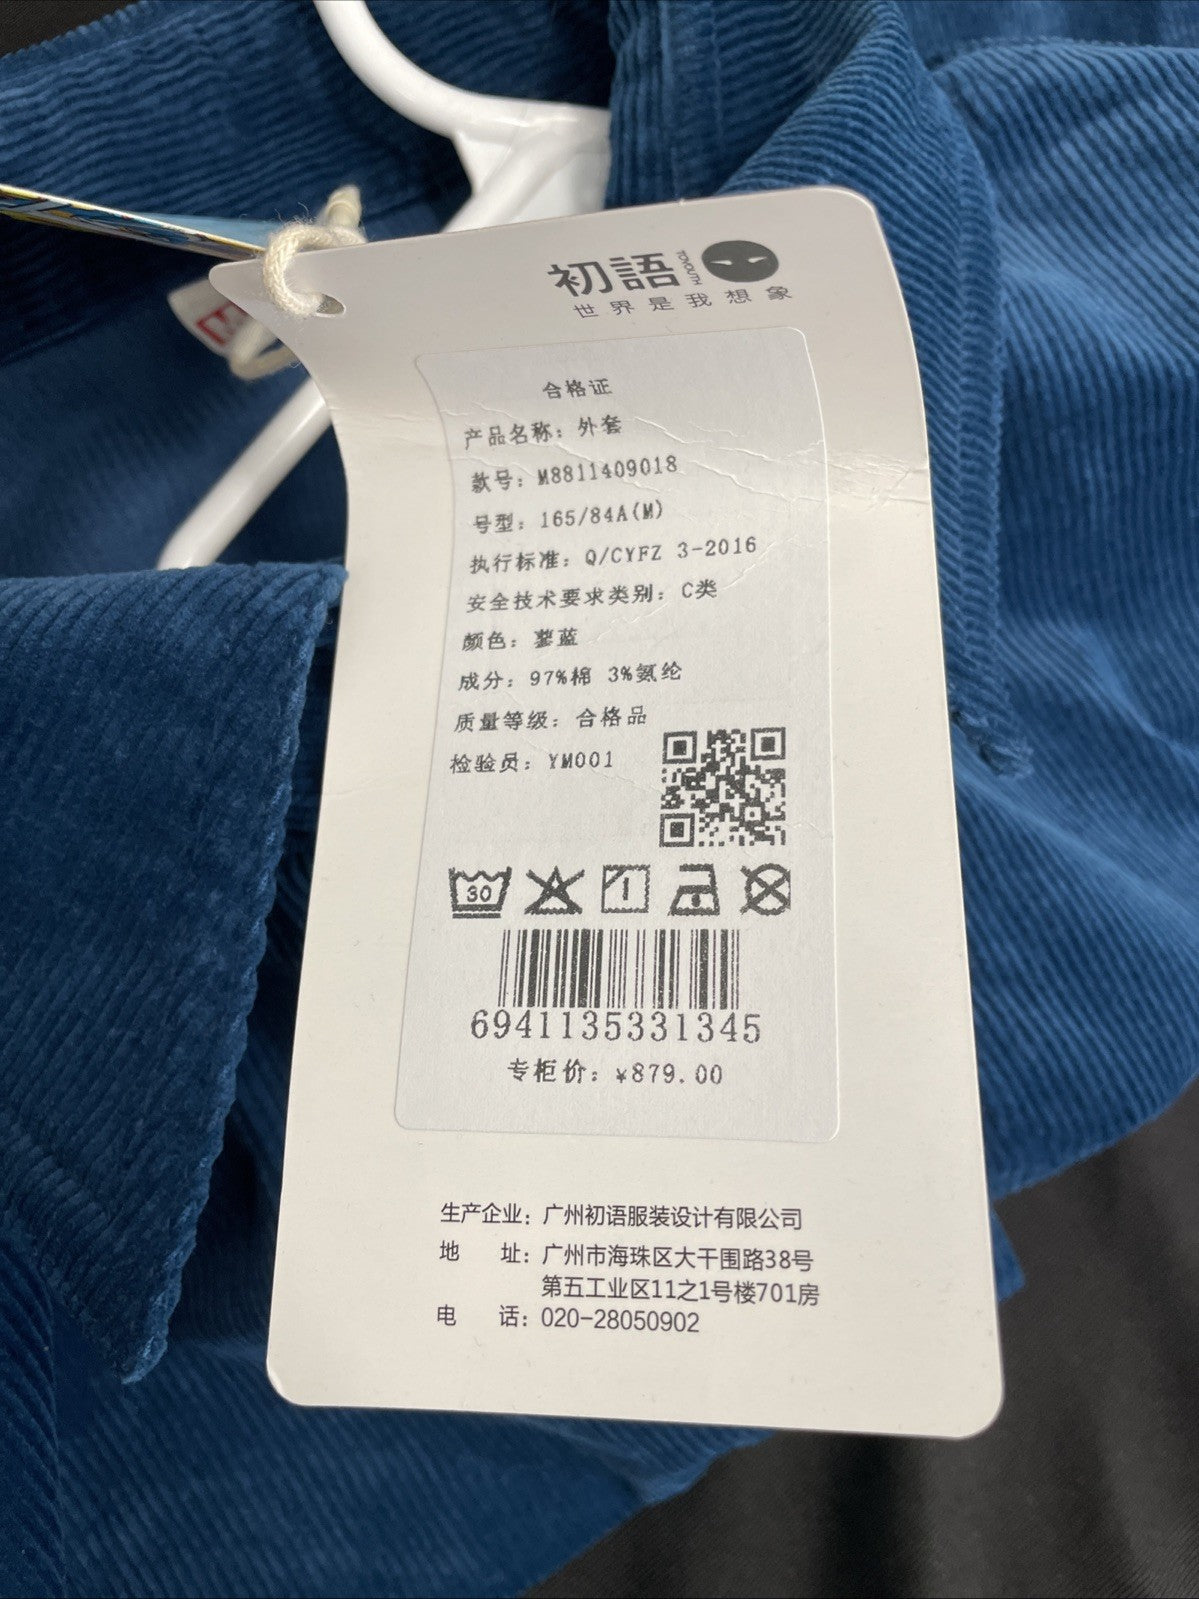 初語
世界是我想象
合格证
产品名称：外套
款号：M8811409018
号型：165/84A(M)
执行标准：Q/CYFZ 3-2016
安全技术要求类别：C类
颜色：蓼蓝
成分：97%棉 3%氨纶
质量等级：合格品
检验员：YM001
30
6941135331345
专柜价：¥879.00
生产企业：广州初语服装设计有限公司
地 址：广州市海珠区大干围路38号
第五工业区11之1号楼701房
电 话：020-28050902